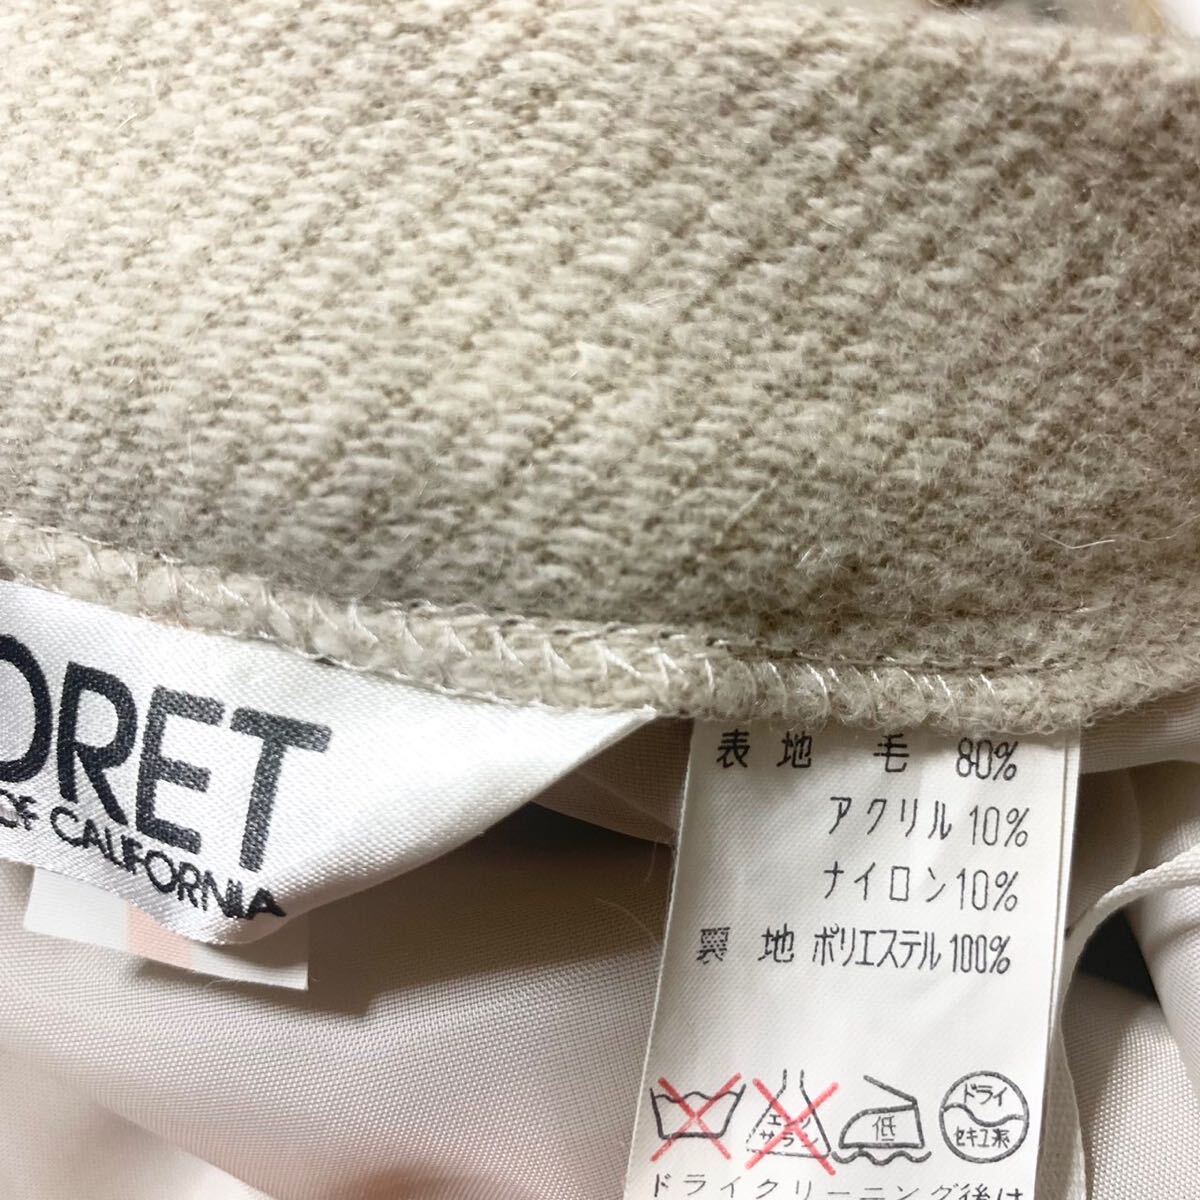 ORET
OF CALIFORNIA
表地 毛 80%
アクリル 10%
ナイロン 10%
裏地 ポリエステル 100%
エンソ
サラシ
低
ドライ
セキユ系
ドライクリーニング後は